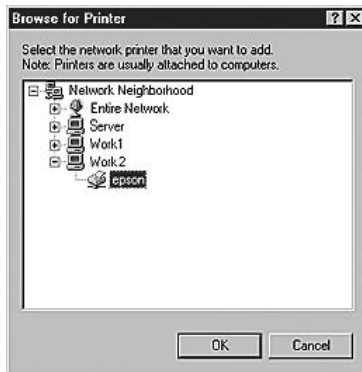 Browse for Printer
Select the network printer that you want to add.
Note: Printers are usually attached to computers.
Network Neighborhood
Entire Network
Server
Work1
Work2
epson
OK
Cancel